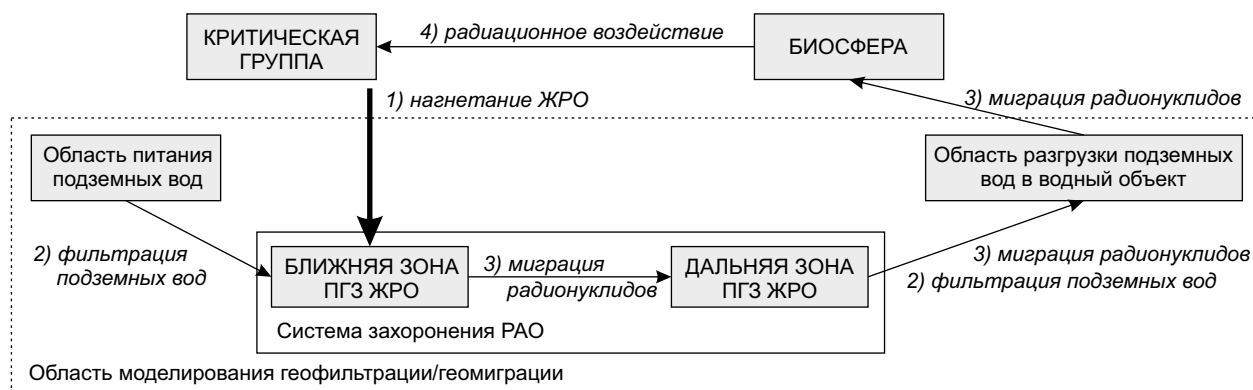 КРИТИЧЕСКАЯ
ГРУППА
4) радиационное воздействие
БИОСФЕРА
1) нагнетание ЖРО
3) миграция радионуклидов
Область питания
подземных вод
Область разгрузки подземных
вод в водный объект
2) фильтрация
подземных вод
БЛИЖНЯЯ ЗОНА
ПГЗ ЖРО
3) миграция
радионуклидов
ДАЛЬНЯЯ ЗОНА
ПГЗ ЖРО
3) миграция радионуклидов
2) фильтрация подземных вод
Система захоронения РАО
Область моделирования геофильтрации/геомиграции